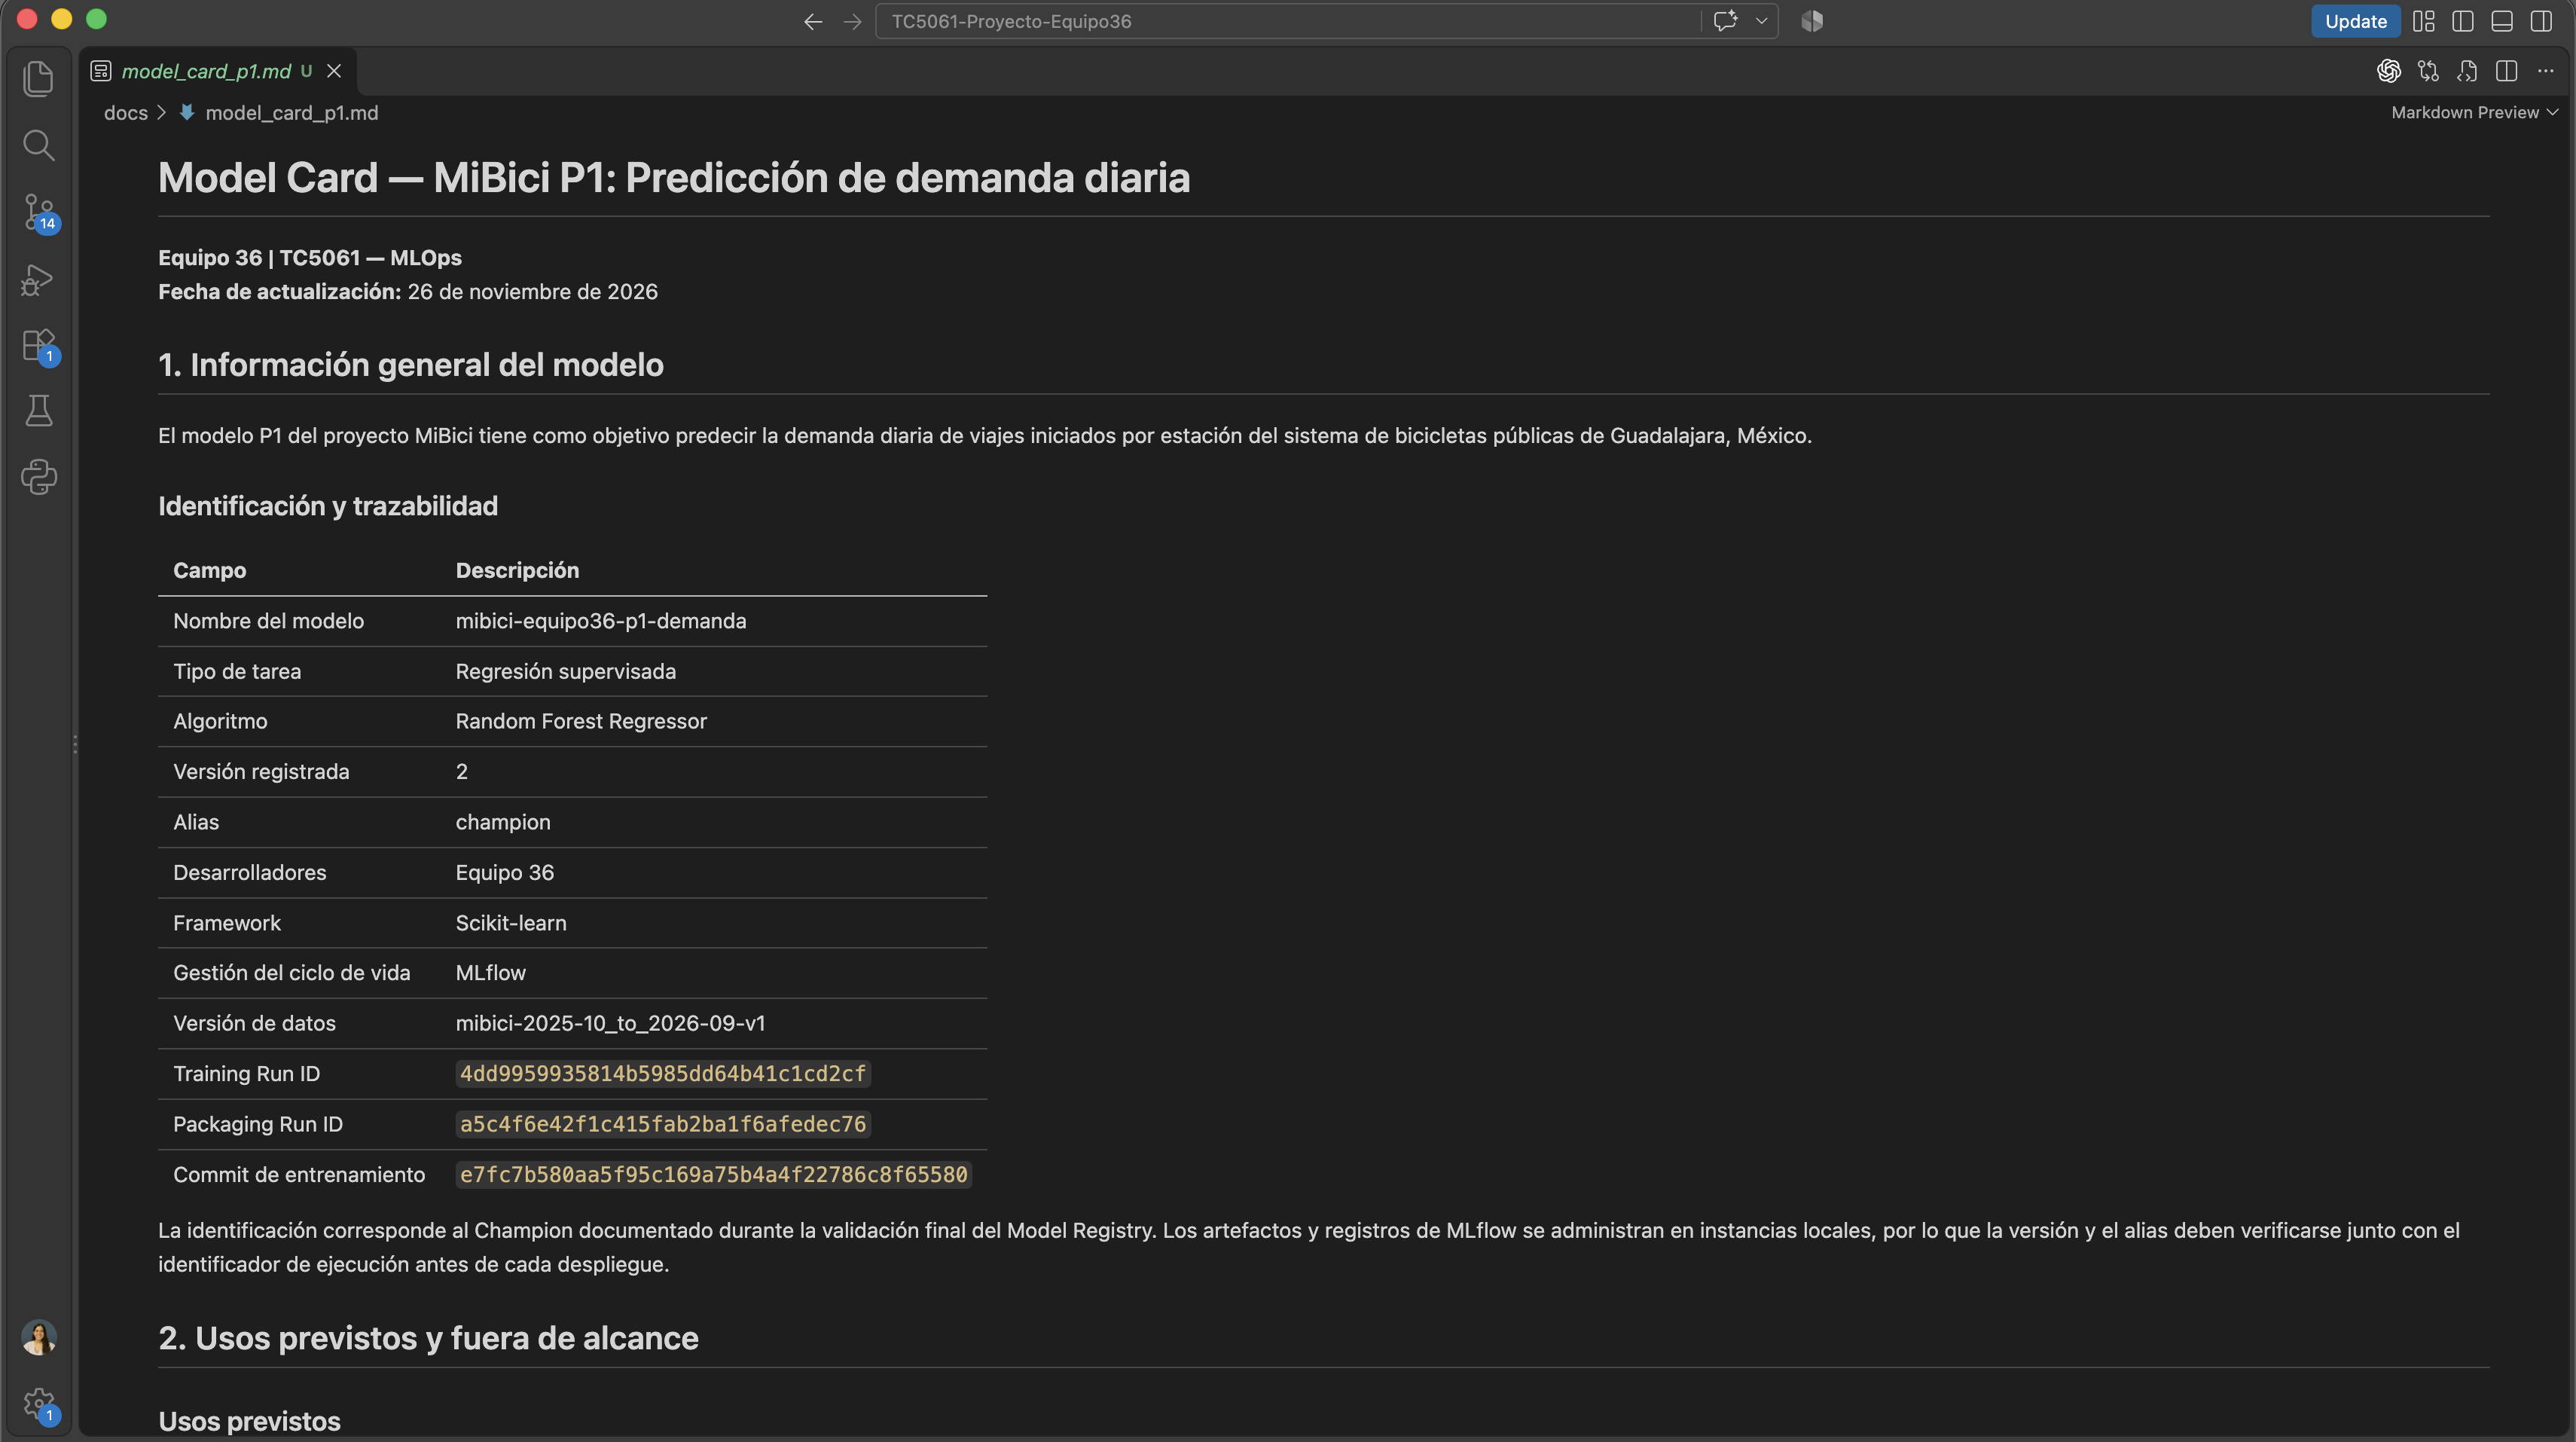 TC5061-Proyecto-Equipo36
Update
model_card_p1.md U
docs > model_card_p1.md
Markdown Preview
14
1
1
Model Card — MiBici P1: Predicción de demanda diaria
Equipo 36 | TC5061 — MLOps
Fecha de actualización: 26 de noviembre de 2026
1. Información general del modelo
El modelo P1 del proyecto MiBici tiene como objetivo predecir la demanda diaria de viajes iniciados por estación del sistema de bicicletas públicas de Guadalajara, México.
Identificación y trazabilidad
Campo Descripción
Nombre del modelo mibici-equipo36-p1-demanda
Tipo de tarea Regresión supervisada
Algoritmo Random Forest Regressor
Versión registrada 2
Alias champion
Desarrolladores Equipo 36
Framework Scikit-learn
Gestión del ciclo de vida MLflow
Versión de datos mibici-2025-10_to_2026-09-v1
Training Run ID 4dd9959935814b5985dd64b41c1cd2cf
Packaging Run ID a5c4f6e42f1c415fab2ba1f6afedec76
Commit de entrenamiento e7fc7b580aa5f95c169a75b4a4f22786c8f65580
La identificación corresponde al Champion documentado durante la validación final del Model Registry. Los artefactos y registros de MLflow se administran en instancias locales, por lo que la versión y el alias deben verificarse junto con el
identificador de ejecución antes de cada despliegue.
2. Usos previstos y fuera de alcance
Usos previstos